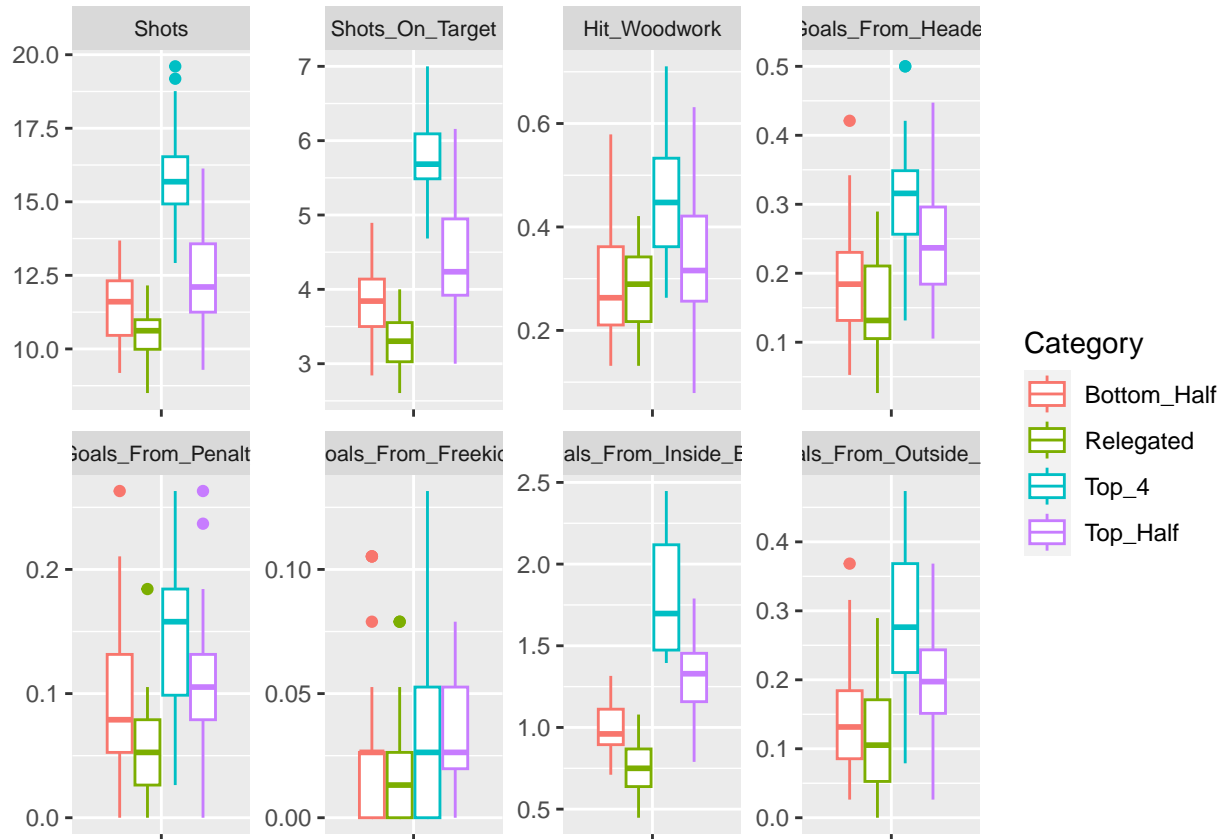 Shots
Shots_On_Target
Hit_Woodwork
Goals_From_Heade
20.0
17.5
15.0
12.5
10.0
7
6
5
4
3
0.6
0.4
0.2
0.5
0.4
0.3
0.2
0.1
Goals_From_Penalt
oals_From_Freekic
als_From_Inside_B
als_From_Outside_
0.2
0.1
0.0
0.10
0.05
0.00
2.5
2.0
1.5
1.0
0.5
0.4
0.3
0.2
0.1
0.0
Category
Bottom_Half
Relegated
Top_4
Top_Half